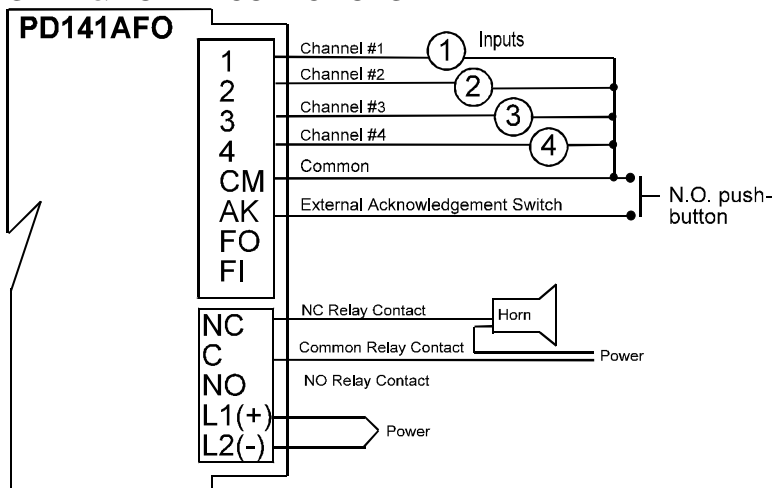 PD141AFO
1
2
3
4
CM
AK
FO
FI
Channel #1
Channel #2
Channel #3
Channel #4
Common
External Acknowledgement Switch
1
2
3
4
Inputs
N.O. push-
button
NC
C
NO
L1(+)
L2(-)
NC Relay Contact
Common Relay Contact
NO Relay Contact
Horn
Power
Power